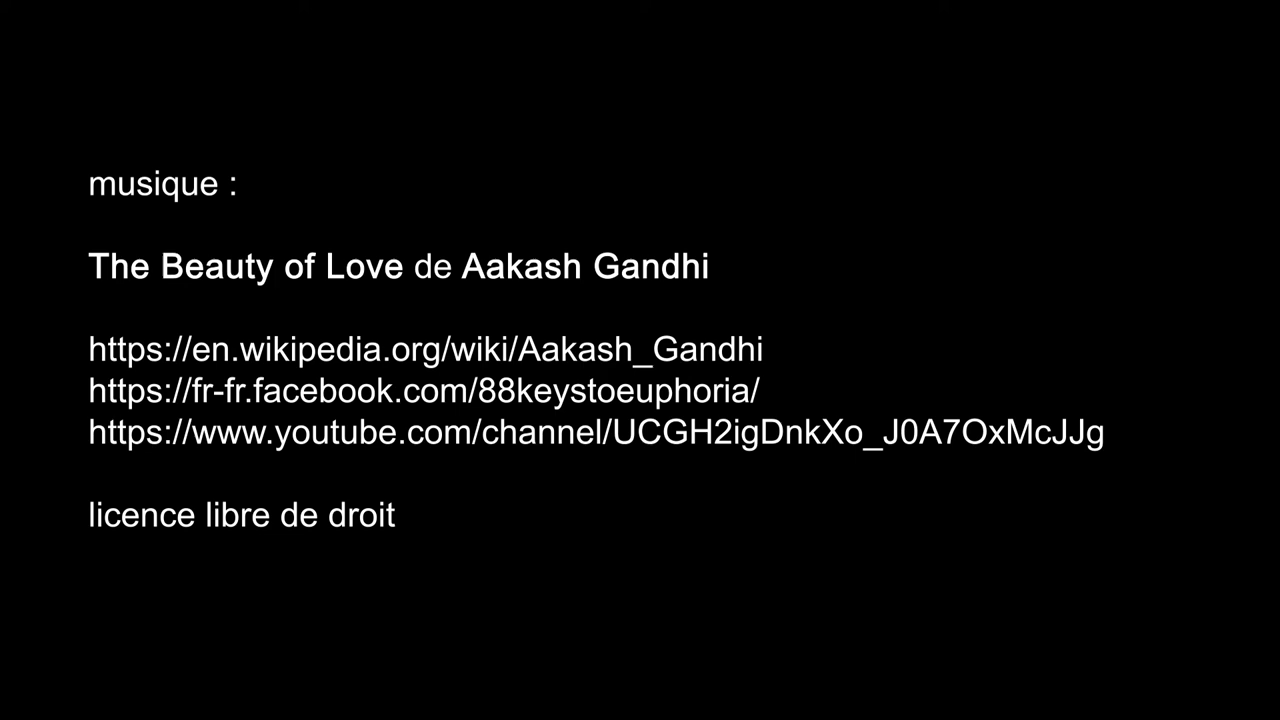 musique :
The Beauty of Love de Aakash Gandhi
https://en.wikipedia.org/wiki/Aakash_Gandhi
https://fr-fr.facebook.com/88keystoeuphoria/
https://www.youtube.com/channel/UCGH2igDnkXo_J0A7OxMcJJg
licence libre de droit